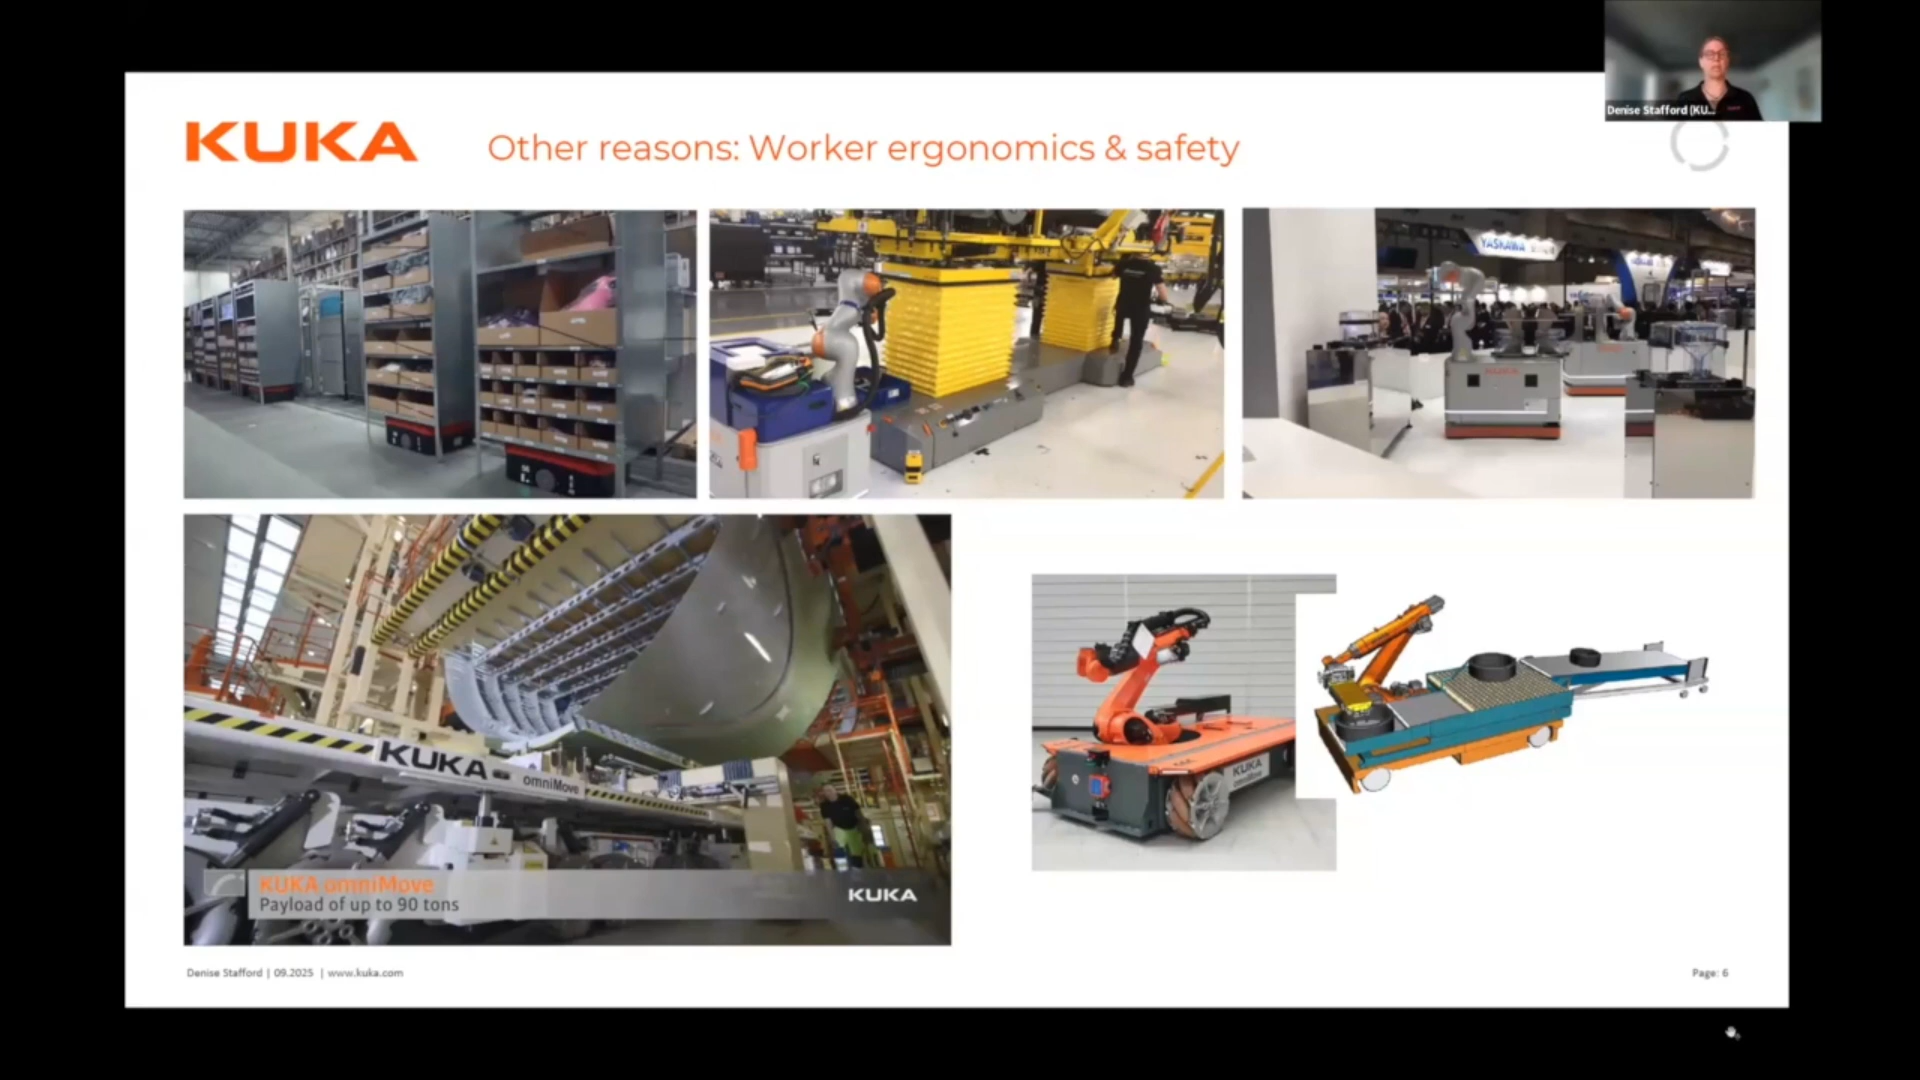 Denise Stafford (KU...
KUKA
Other reasons: Worker ergonomics & safety
YASKAWA
KUKA
KUKA omniMove
KUKA
KUKA omniMove
Payload of up to 90 tons
KUKA
Denise Stafford | 09.2025 | www.kuka.com
Page: 6